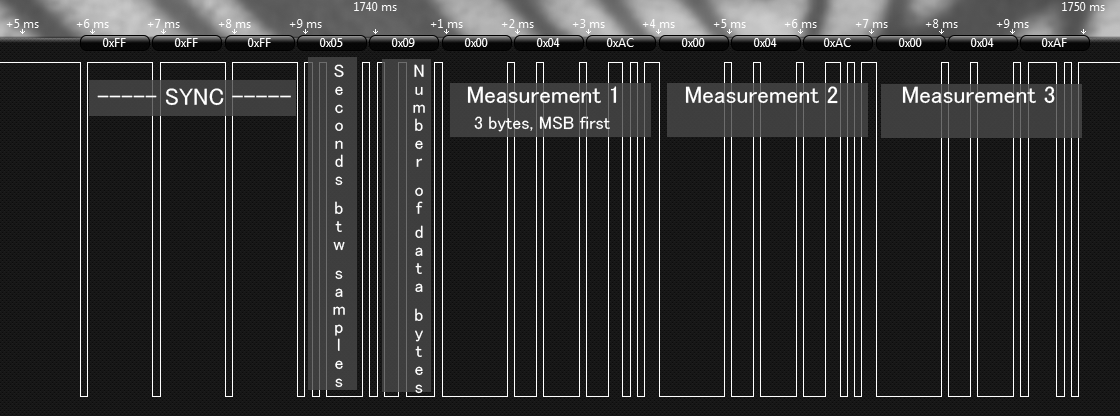 1740 ms 1750 ms
+5 ms +6 ms +7 ms +8 ms +9 ms +1 ms +2 ms +3 ms +4 ms +5 ms +6 ms +7 ms +8 ms +9 ms
0xFF 0xFF 0xFF 0x05 0x09 0x00 0x04 0xAC 0x00 0x04 0xAC 0x00 0x04 0xAF
----- SYNC -----
Seconds btw samples
Number of data bytes
Measurement 1
3 bytes, MSB first
Measurement 2
Measurement 3